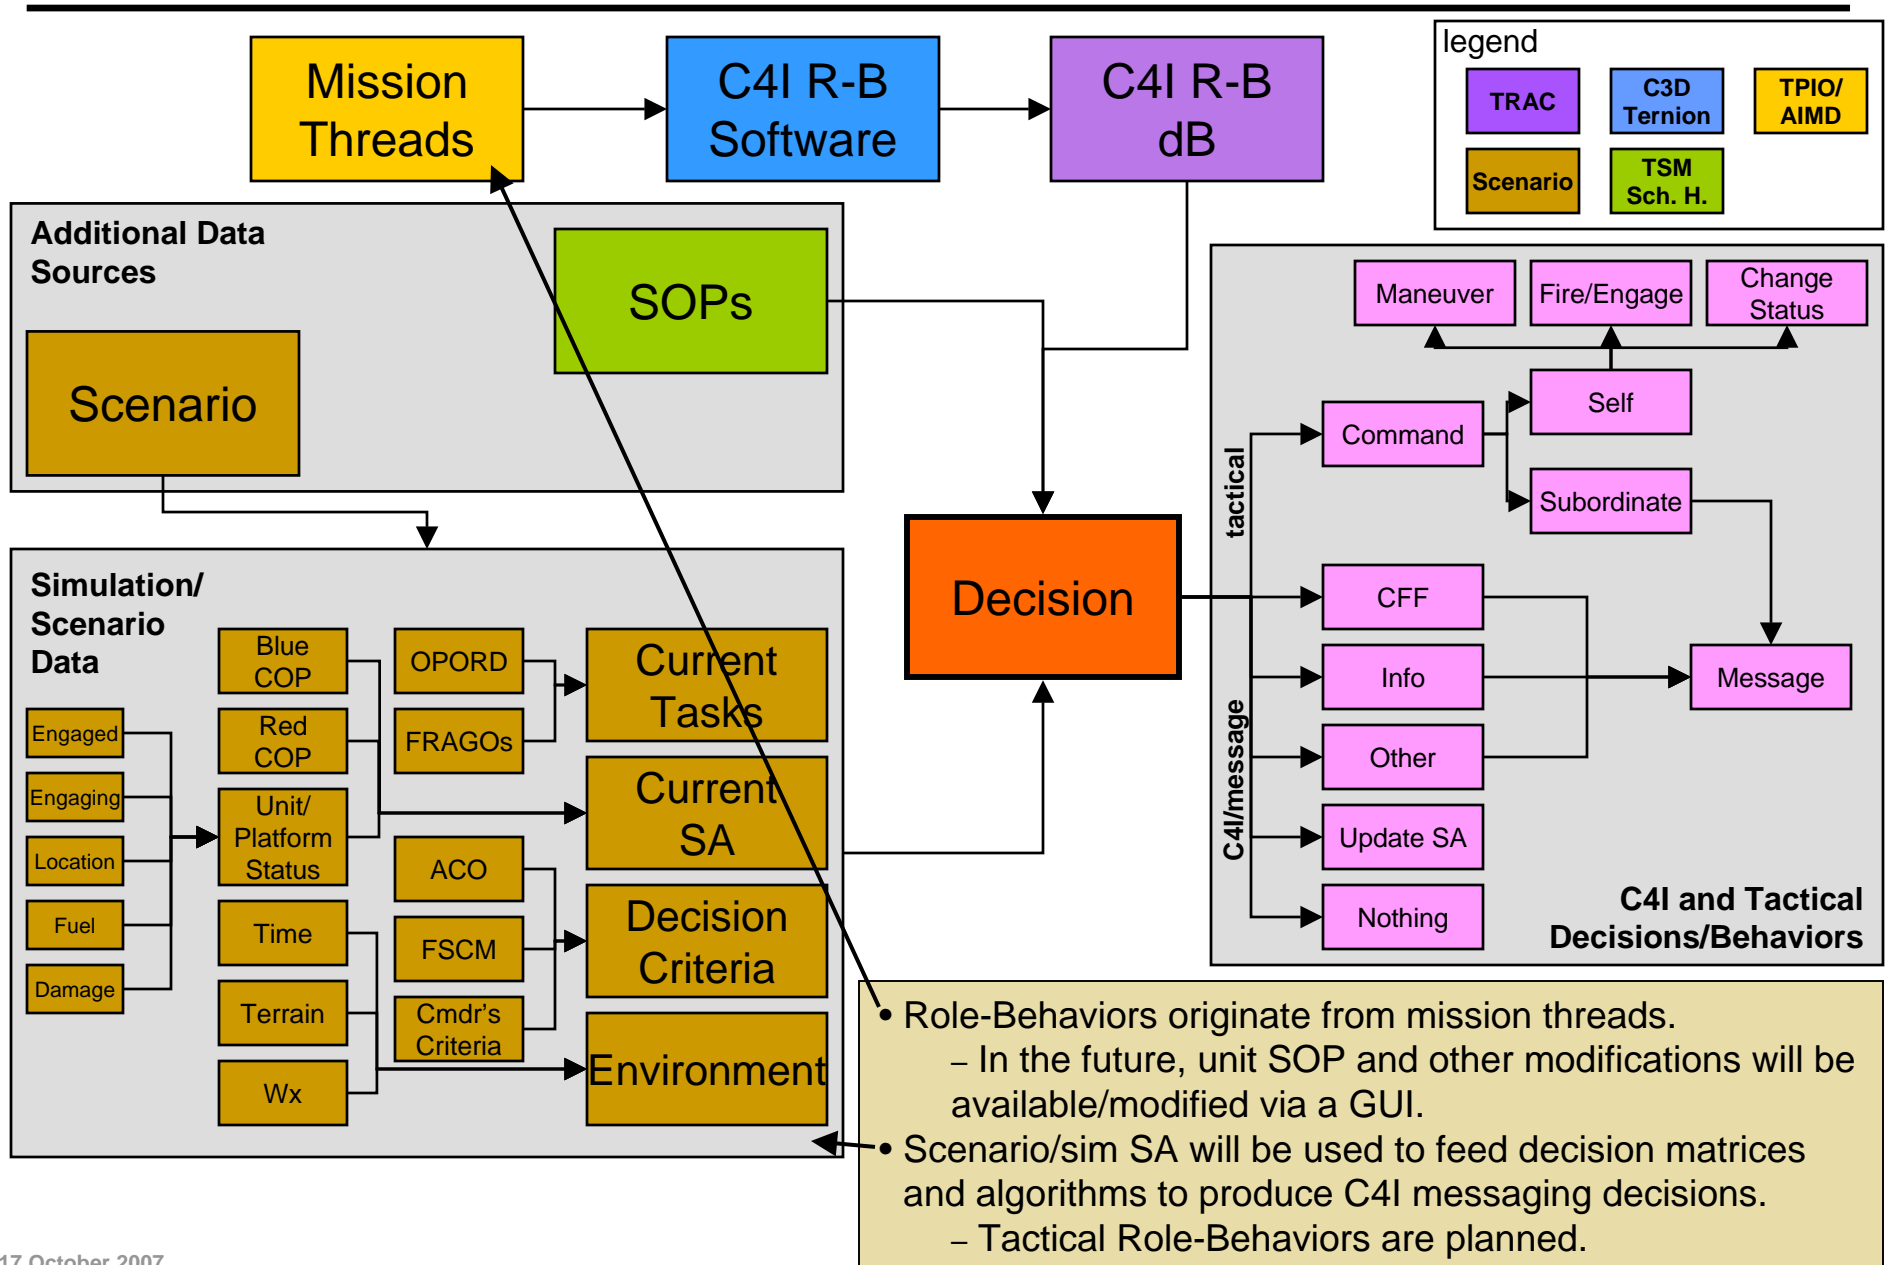 Mission
Threads
C4I R-B
Software
C4I R-B
dB
legend
TRAC
C3D
Ternion
TPIO/
AIMD
Scenario
TSM
Sch. H.
Additional Data
Sources
SOPs
Scenario
Simulation/
Scenario
Data
Engaged
Engaging
Location
Fuel
Damage
Blue
COP
Red
COP
Unit/
Platform
Status
Time
Terrain
Wx
OPORD
FRAGOs
ACO
FSCM
Cmdr's
Criteria
Current
Tasks
Current
SA
Decision
Criteria
Environment
Decision
tactical
C4I/message
Maneuver
Fire/Engage
Change
Status
Self
Command
Subordinate
CFF
Info
Other
Update SA
Nothing
Message
C4I and Tactical
Decisions/Behaviors
• Role-Behaviors originate from mission threads.
– In the future, unit SOP and other modifications will be
available/modified via a GUI.
• Scenario/sim SA will be used to feed decision matrices
and algorithms to produce C4I messaging decisions.
– Tactical Role-Behaviors are planned.
17 October 2007